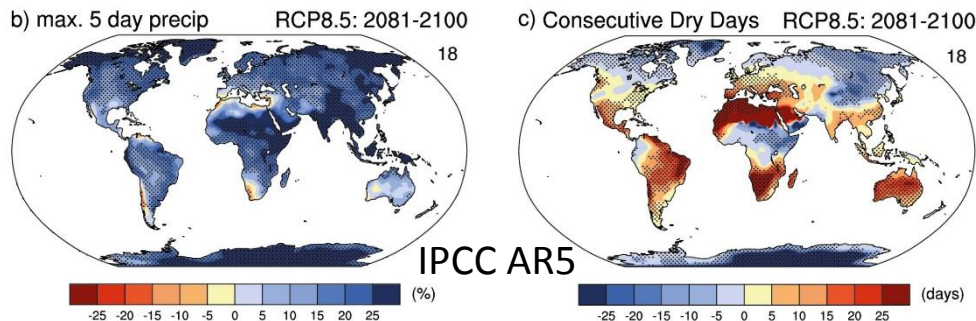 b) max. 5 day precip RCP8.5: 2081-2100
18
c) Consecutive Dry Days RCP8.5: 2081-2100
18
IPCC AR5
(%)
-25 -20 -15 -10 -5 0 5 10 15 20 25
(days)
-25 -20 -15 -10 -5 0 5 10 15 20 25